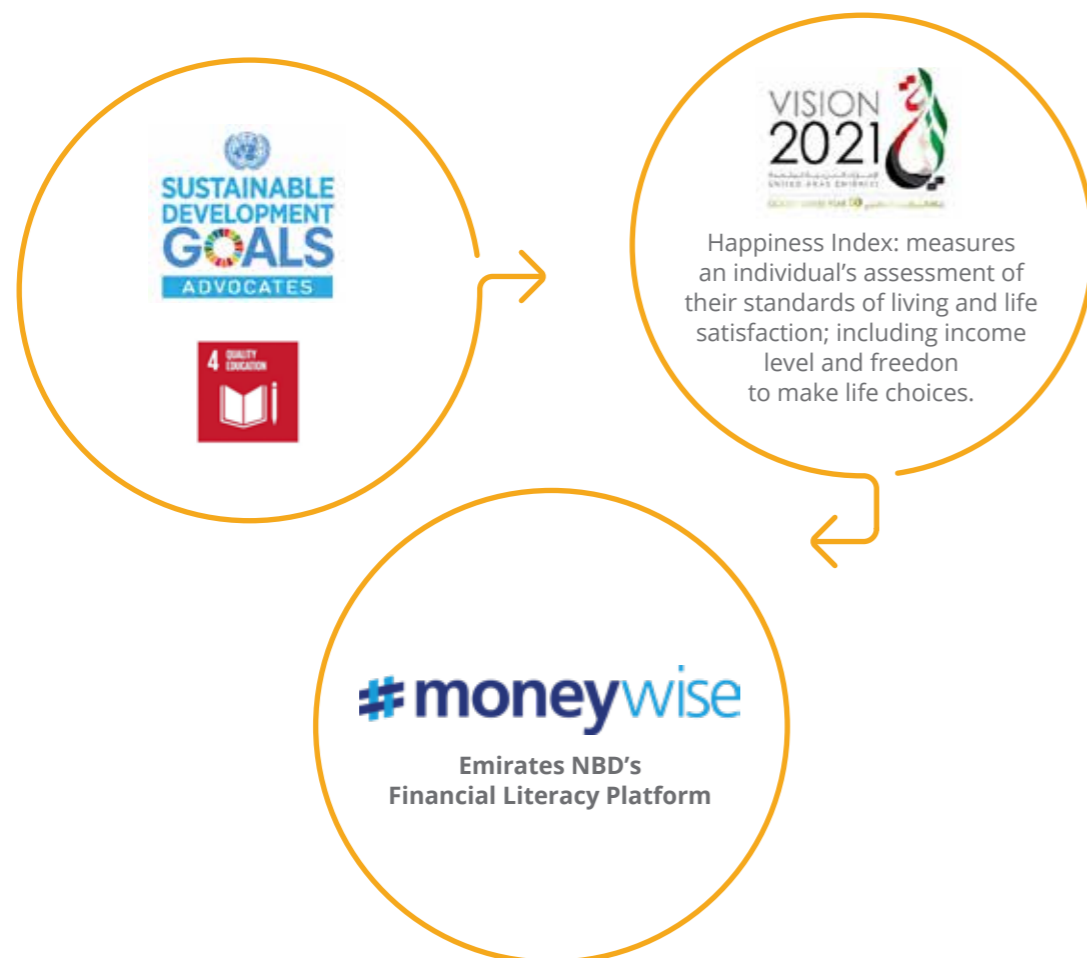 SUSTAINABLE
DEVELOPMENT
GOALS
ADVOCATES
4 QUALITY
EDUCATION
VISION
2021
UNITED ARAB EMIRATES
Happiness Index: measures
an individual’s assessment of
their standards of living and life
satisfaction; including income
level and freedon
to make life choices.
#moneywise
Emirates NBD’s
Financial Literacy Platform